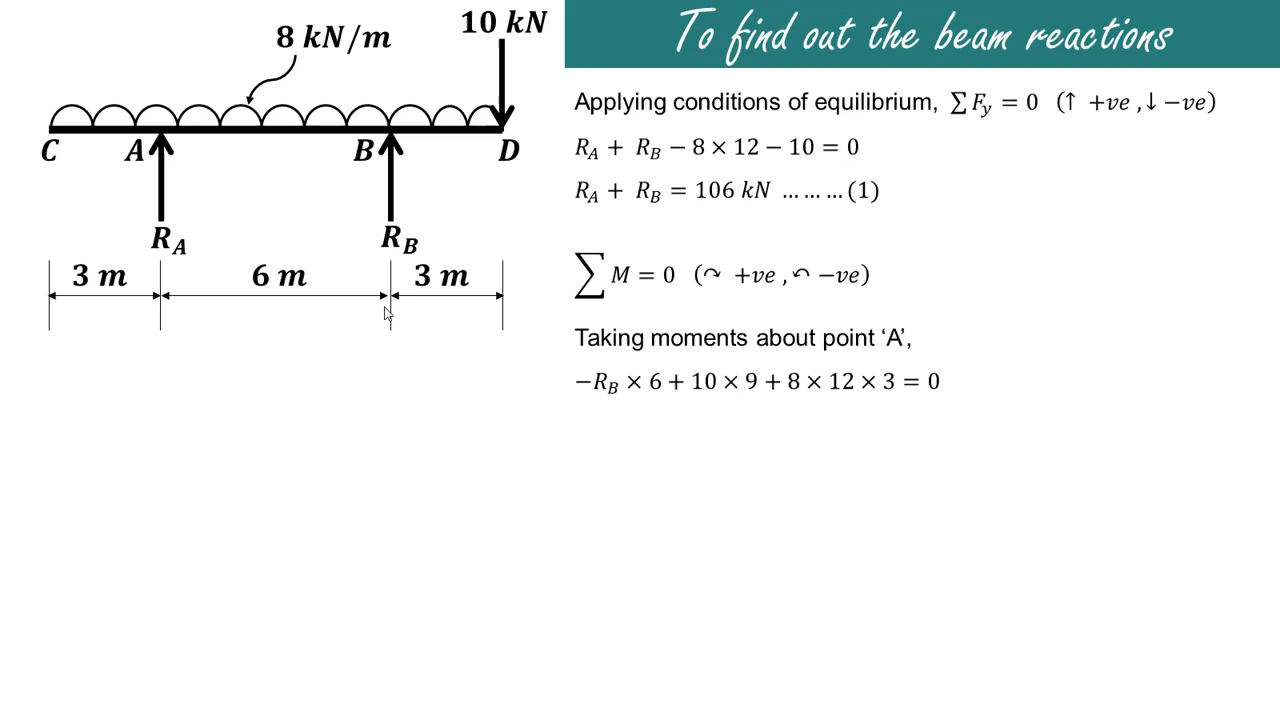 To find out the beam reactions
10 kN
8 kN/m
C A B D
R_A R_B
3 m 6 m 3 m
Applying conditions of equilibrium, ∑F_y = 0 (↑ +ve ,↓ −ve)
R_A + R_B − 8 × 12 − 10 = 0
R_A + R_B = 106 kN … … … (1)
∑ M = 0 (↷ +ve ,↶ −ve)
Taking moments about point ‘A’,
−R_B × 6 + 10 × 9 + 8 × 12 × 3 = 0